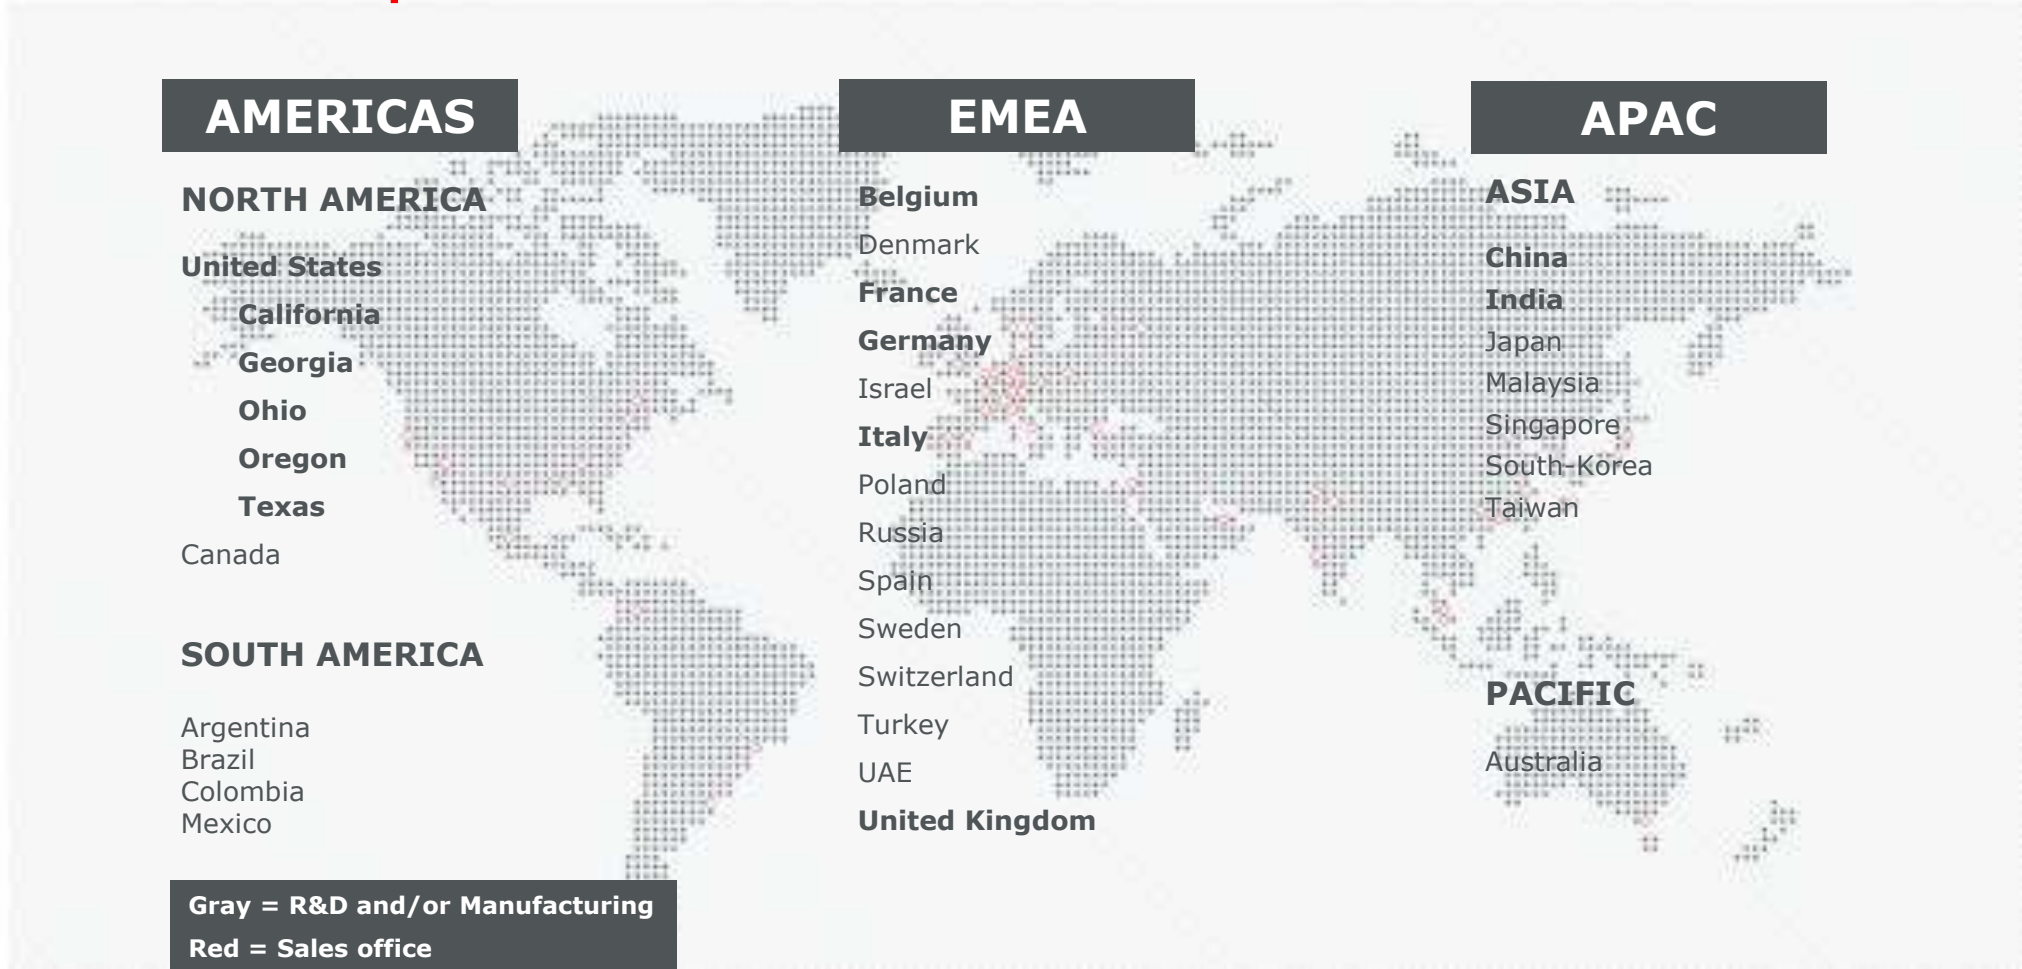 AMERICAS
NORTH AMERICA
United States
California
Georgia
Ohio
Oregon
Texas
Canada
SOUTH AMERICA
Argentina
Brazil
Colombia
Mexico
Gray = R&D and/or Manufacturing
Red = Sales office
EMEA
Belgium
Denmark
France
Germany
Israel
Italy
Poland
Russia
Spain
Sweden
Switzerland
Turkey
UAE
United Kingdom
APAC
ASIA
China
India
Japan
Malaysia
Singapore
South-Korea
Taiwan
PACIFIC
Australia